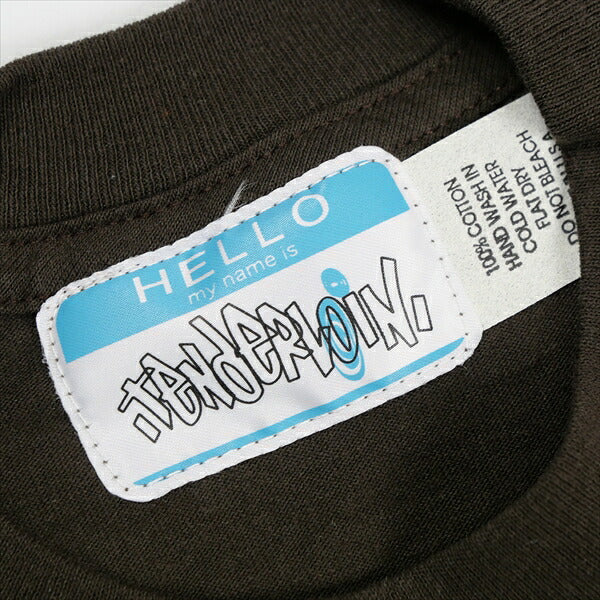 HELLO
my name is
TENDERLOIN.
100% COTTON
HAND WASH IN
COLD WATER
FLAT DRY
DO NOT BLEACH
U.S.A